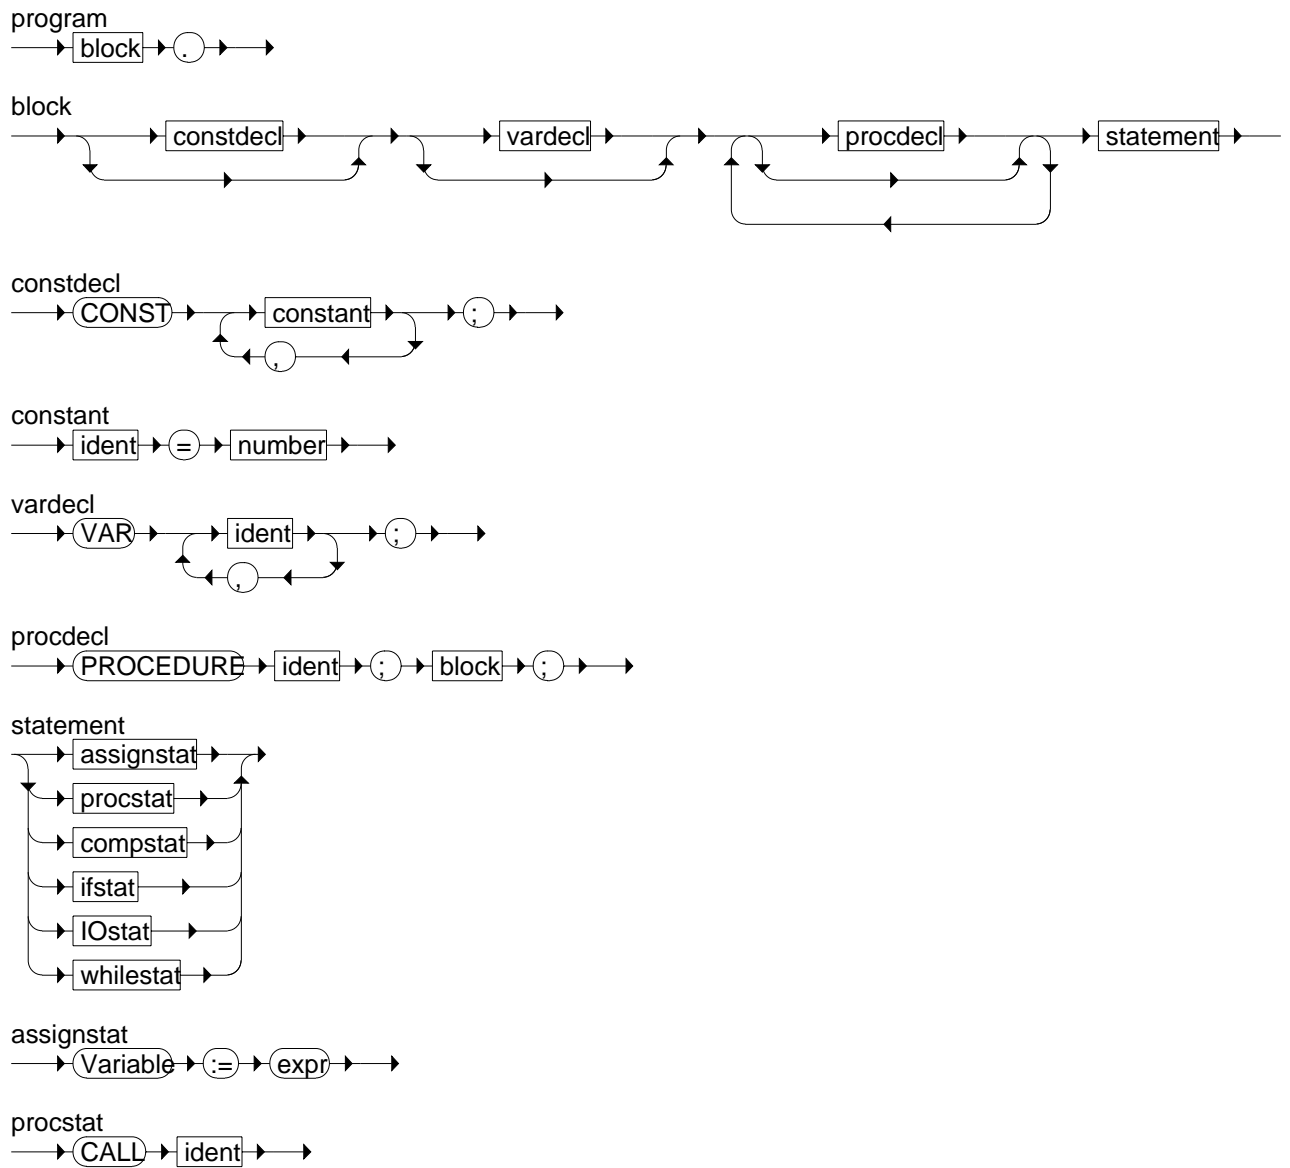 program
block .
block
constdecl vardecl procdecl statement
constdecl
CONST constant ;
,
constant
ident = number
vardecl
VAR ident ;
,
procdecl
PROCEDURE ident ; block ;
statement
assignstat
procstat
compstat
ifstat
IOstat
whilestat
assignstat
Variable := expr
procstat
CALL ident